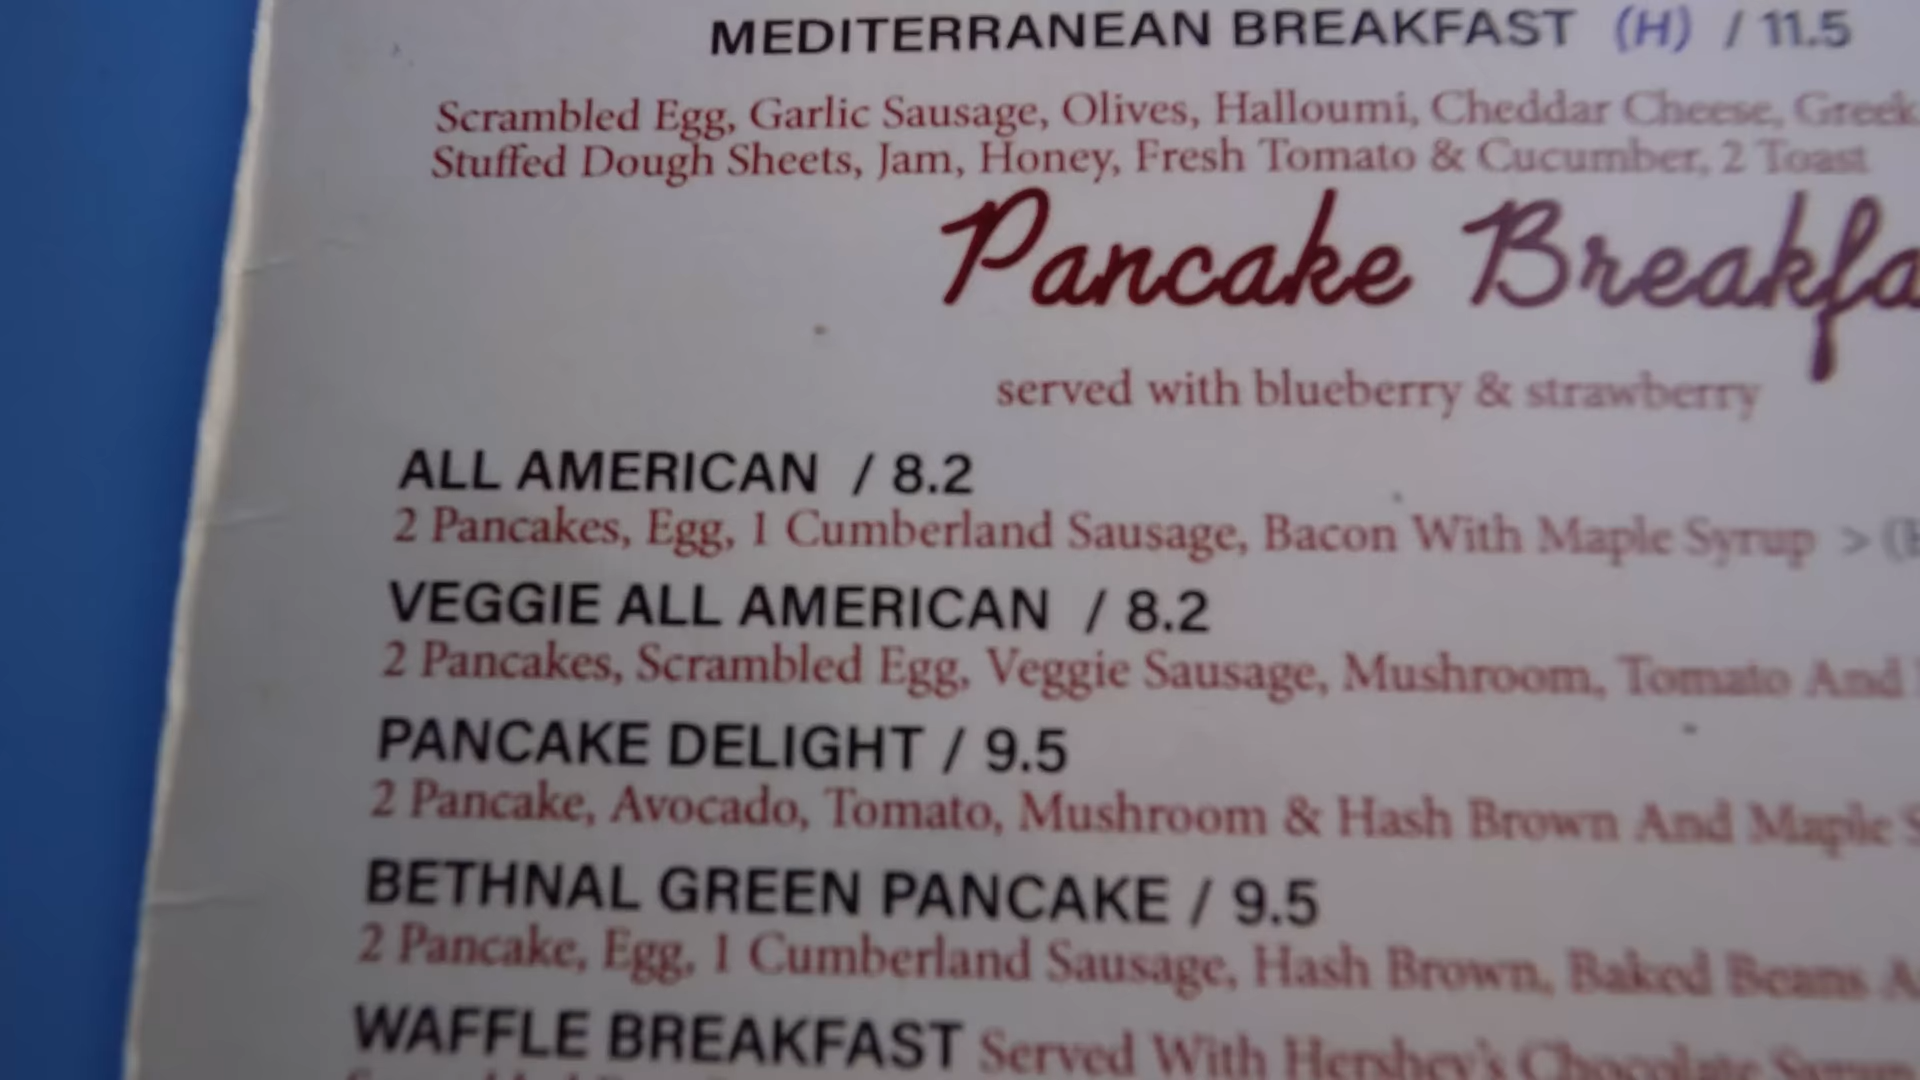 MEDITERRANEAN BREAKFAST (H) / 11.5
Scrambled Egg, Garlic Sausage, Olives, Halloumi, Cheddar Cheese, Greek
Stuffed Dough Sheets, Jam, Honey, Fresh Tomato & Cucumber, 2 Toast
Pancake Breakfa
served with blueberry & strawberry
ALL AMERICAN / 8.2
2 Pancakes, Egg, 1 Cumberland Sausage, Bacon With Maple Syrup >
VEGGIE ALL AMERICAN / 8.2
2 Pancakes, Scrambled Egg, Veggie Sausage, Mushroom, Tomato And
PANCAKE DELIGHT / 9.5
2 Pancake, Avocado, Tomato, Mushroom & Hash Brown And Maple S
BETHNAL GREEN PANCAKE / 9.5
2 Pancake, Egg, 1 Cumberland Sausage, Hash Brown, Baked Beans A
WAFFLE BREAKFAST Served With Hershey's Chocolate Syrup